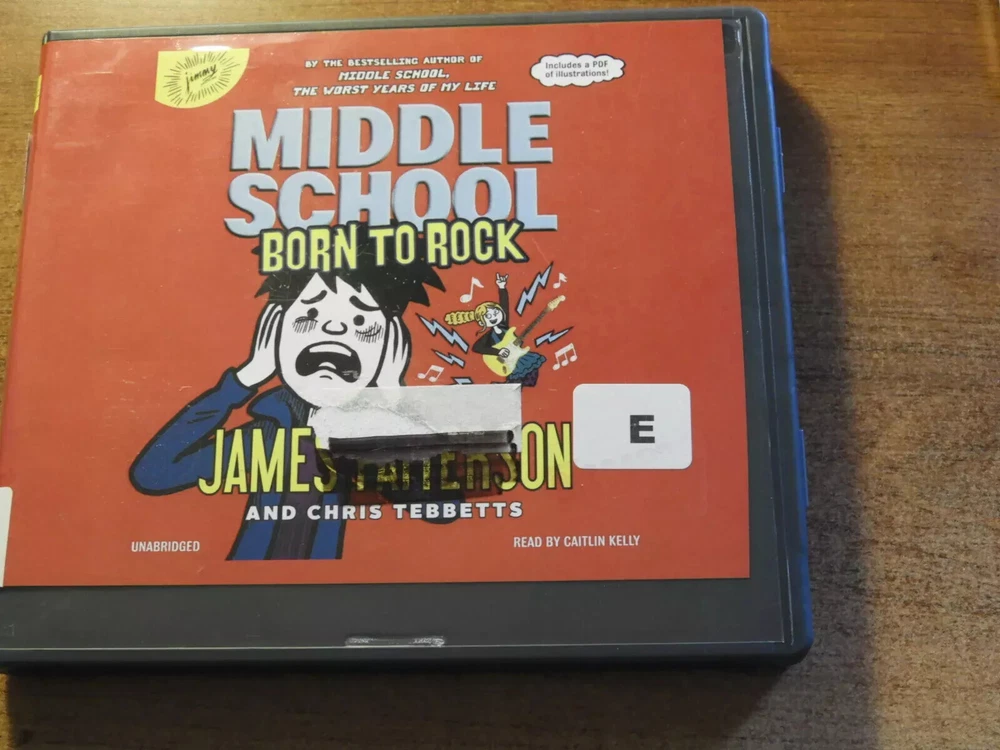 jimmy
BY THE BESTSELLING AUTHOR OF
MIDDLE SCHOOL,
THE WORST YEARS OF MY LIFE
Includes a PDF
of illustrations!
MIDDLE
SCHOOL
BORN TO ROCK
E
JAMES PATTERSON
AND CHRIS TEBBETTS
UNABRIDGED
READ BY CAITLIN KELLY